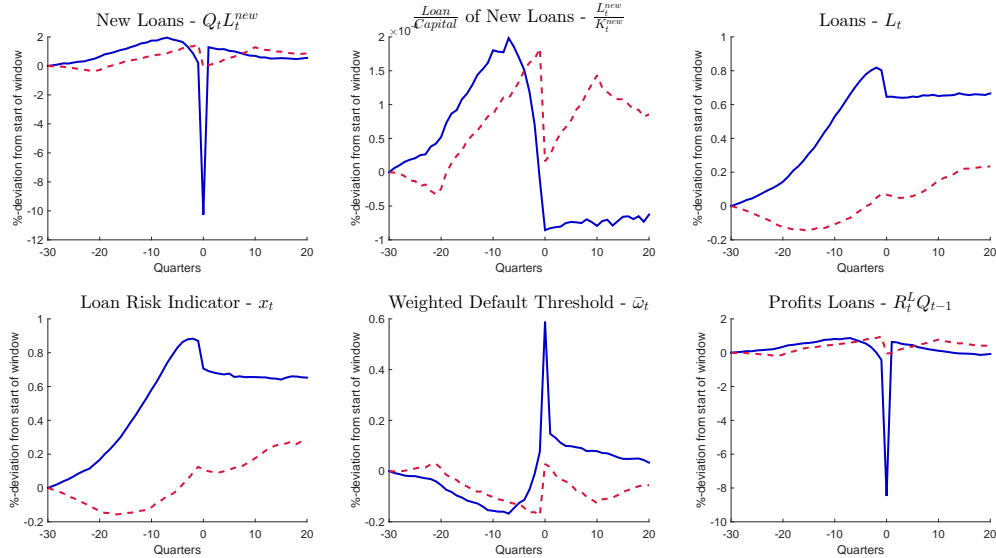 New Loans - $Q_t L_t^{new}$
%-deviation from start of window
2
0
-2
-4
-6
-8
-10
-12
-30 -20 -10 0 10 20
Quarters
$\frac{Loan}{Capital}$ of New Loans - $\frac{L_t^{new}}{K_t^{new}}$
×10
%-deviation from start of window
2
1.5
1
0.5
0
-0.5
-1
-30 -20 -10 0 10 20
Quarters
Loans - $L_t$
%-deviation from start of window
1
0.8
0.6
0.4
0.2
0
-0.2
-30 -20 -10 0 10 20
Quarters
Loan Risk Indicator - $x_t$
%-deviation from start of window
1
0.8
0.6
0.4
0.2
0
-0.2
-30 -20 -10 0 10 20
Quarters
Weighted Default Threshold - $\bar{\omega}_t$
%-deviation from start of window
0.6
0.4
0.2
0
-0.2
-30 -20 -10 0 10 20
Quarters
Profits Loans - $R_t^L Q_{t-1}$
%-deviation from start of window
2
0
-2
-4
-6
-8
-10
-30 -20 -10 0 10 20
Quarters